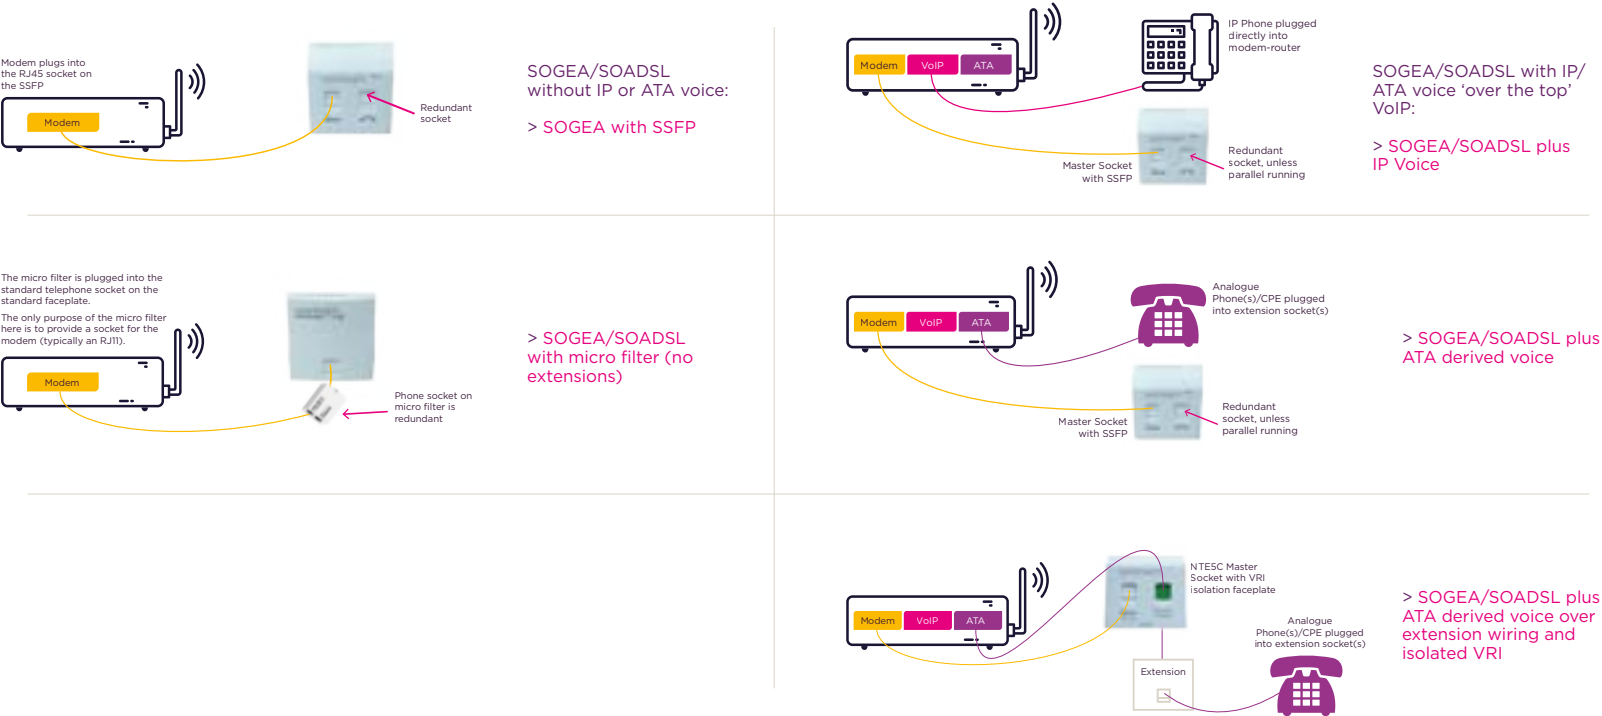 Modem plugs into
the RJ45 socket on
the SSFP
Modem
Redundant
socket
SOGEA/SOADSL
without IP or ATA voice:
> SOGEA with SSFP
Modem
VoIP
ATA
IP Phone plugged
directly into
modem-router
Master Socket
with SSFP
Redundant
socket, unless
parallel running
SOGEA/SOADSL with IP/
ATA voice ‘over the top’
VoIP:
> SOGEA/SOADSL plus
IP Voice
The micro filter is plugged into the
standard telephone socket on the
standard faceplate.
The only purpose of the micro filter
here is to provide a socket for the
modem (typically an RJ11).
Modem
Phone socket on
micro filter is
redundant
> SOGEA/SOADSL
with micro filter (no
extensions)
Modem
VoIP
ATA
Analogue
Phone(s)/CPE plugged
into extension socket(s)
Master Socket
with SSFP
Redundant
socket, unless
parallel running
> SOGEA/SOADSL plus
ATA derived voice
Modem
VoIP
ATA
NTE5C Master
Socket with VRI
isolation faceplate
Extension
Analogue
Phone(s)/CPE plugged
into extension socket(s)
> SOGEA/SOADSL plus
ATA derived voice over
extension wiring and
isolated VRI